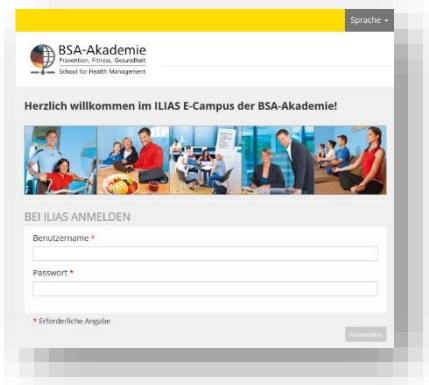 Sprache
BSA-Akademie
Prävention, Fitness, Gesundheit
School for Health Management
Herzlich willkommen im ILIAS E-Campus der BSA-Akademie!
BEI ILIAS ANMELDEN
Benutzername *
Passwort *
* Erforderliche Angabe
Anmelden